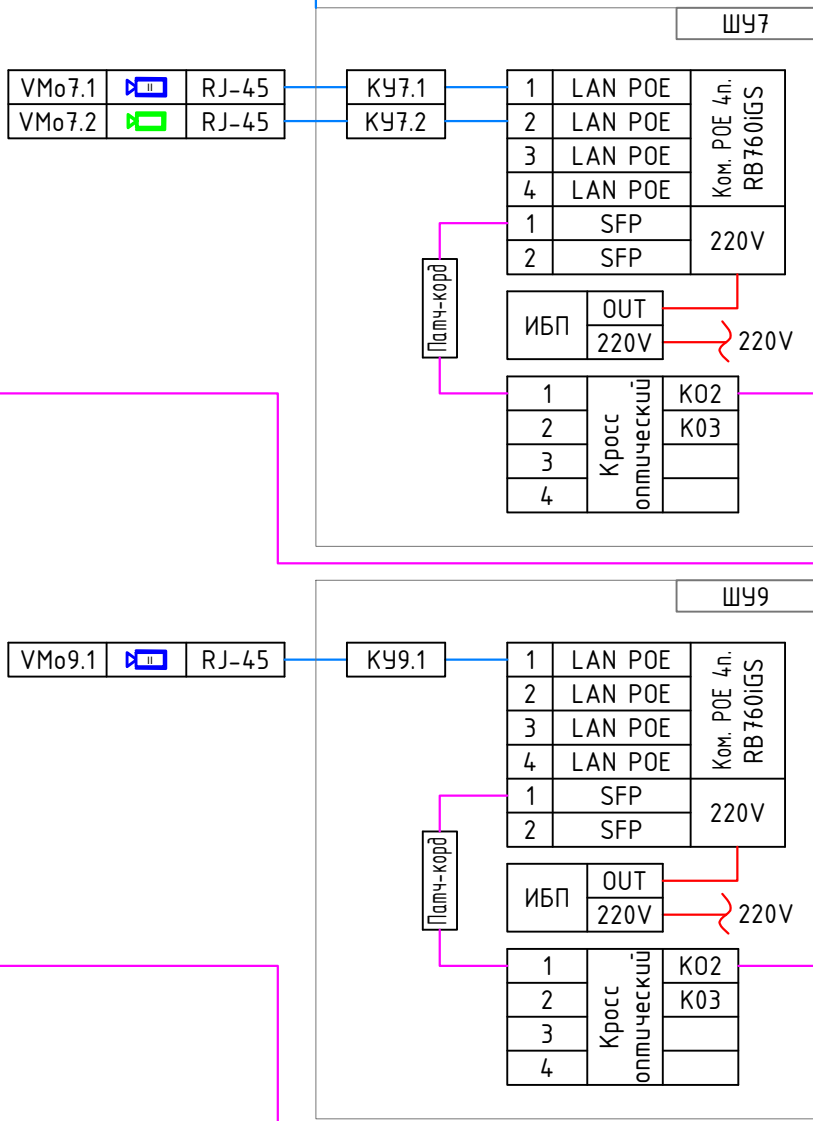 ШУ7
VMo7.1 RJ-45 КУ7.1 1 LAN POE
VMo7.2 RJ-45 КУ7.2 2 LAN POE
3 LAN POE
4 LAN POE
Ком. POE 4п.
RB760iGS
1 SFP
2 SFP
220V
Патч-корд
ИБП OUT
220V
220V
1 КО2
2 КО3
3
4
Кросс
оптический
ШУ9
VMo9.1 RJ-45 КУ9.1 1 LAN POE
2 LAN POE
3 LAN POE
4 LAN POE
Ком. POE 4п.
RB760iGS
1 SFP
2 SFP
220V
Патч-корд
ИБП OUT
220V
220V
1 КО2
2 КО3
3
4
Кросс
оптический